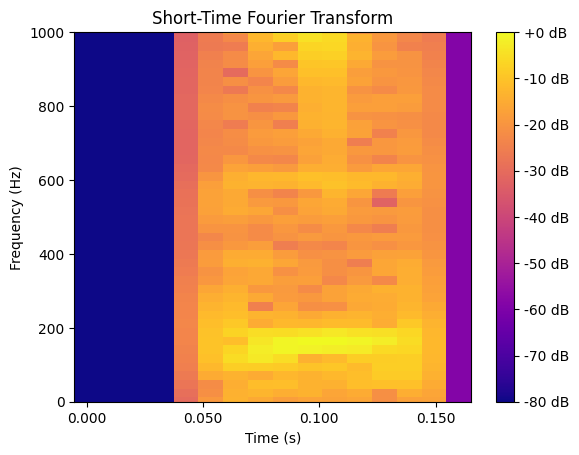 Short-Time Fourier Transform
1000
800
600
400
200
0
Frequency (Hz)
0.000
0.050
0.100
0.150
Time (s)
+0 dB
-10 dB
-20 dB
-30 dB
-40 dB
-50 dB
-60 dB
-70 dB
-80 dB